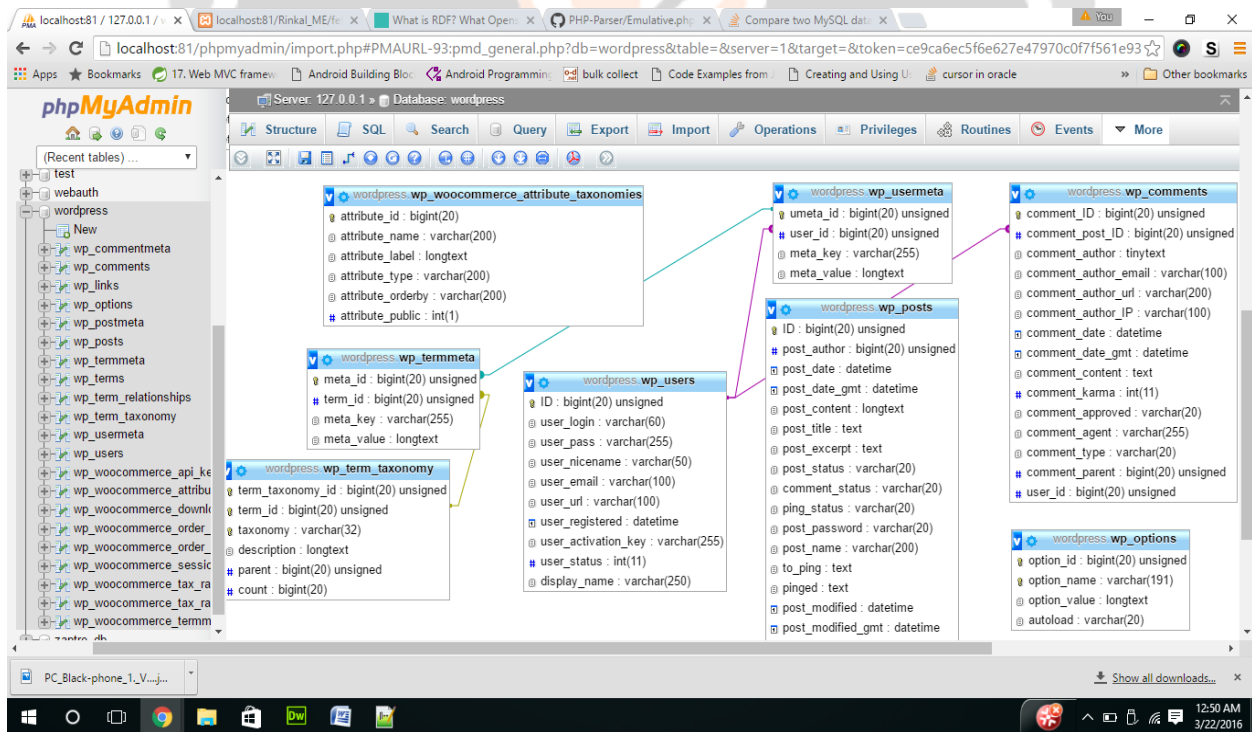 localhost:81 / 127.0.0.1 / w
localhost:81/Rinkal_ME/fe
What is RDF? What Open
PHP-Parser/Emulative.php
Compare two MySQL data
You
localhost:81/phpmyadmin/import.php#PMAURL-93:pmd_general.php?db=wordpress&table=&server=1&target=&token=ce9ca6ec5f6e627e47970c0f7f561e93
Apps
Bookmarks
17. Web MVC framew
Android Building Bloc
Android Programming
bulk collect
Code Examples from J
Creating and Using U
cursor in oracle
»
Other bookmarks
phpMyAdmin
(Recent tables) ...
test
webauth
wordpress
New
wp_commentmeta
wp_comments
wp_links
wp_options
wp_postmeta
wp_posts
wp_termmeta
wp_terms
wp_term_relationships
wp_term_taxonomy
wp_usermeta
wp_users
wp_woocommerce_api_ke
wp_woocommerce_attribu
wp_woocommerce_downlo
wp_woocommerce_order_
wp_woocommerce_order_
wp_woocommerce_sessio
wp_woocommerce_tax_ra
wp_woocommerce_tax_ra
wp_woocommerce_termm
zantro_db
Server: 127.0.0.1 » Database: wordpress
Structure
SQL
Search
Query
Export
Import
Operations
Privileges
Routines
Events
More
wordpress.wp_woocommerce_attribute_taxonomies
attribute_id : bigint(20)
attribute_name : varchar(200)
attribute_label : longtext
attribute_type : varchar(200)
attribute_orderby : varchar(200)
# attribute_public : int(1)
wordpress.wp_termmeta
meta_id : bigint(20) unsigned
# term_id : bigint(20) unsigned
meta_key : varchar(255)
meta_value : longtext
wordpress.wp_term_taxonomy
term_taxonomy_id : bigint(20) unsigned
term_id : bigint(20) unsigned
taxonomy : varchar(32)
description : longtext
# parent : bigint(20) unsigned
# count : bigint(20)
wordpress.wp_users
ID : bigint(20) unsigned
user_login : varchar(60)
user_pass : varchar(255)
user_nicename : varchar(50)
user_email : varchar(100)
user_url : varchar(100)
user_registered : datetime
user_activation_key : varchar(255)
# user_status : int(11)
display_name : varchar(250)
wordpress.wp_usermeta
umeta_id : bigint(20) unsigned
# user_id : bigint(20) unsigned
meta_key : varchar(255)
meta_value : longtext
wordpress.wp_posts
ID : bigint(20) unsigned
# post_author : bigint(20) unsigned
post_date : datetime
post_date_gmt : datetime
post_content : longtext
post_title : text
post_excerpt : text
post_status : varchar(20)
comment_status : varchar(20)
ping_status : varchar(20)
post_password : varchar(20)
post_name : varchar(200)
to_ping : text
pinged : text
post_modified : datetime
post_modified_gmt : datetime
wordpress.wp_comments
comment_ID : bigint(20) unsigned
# comment_post_ID : bigint(20) unsigned
comment_author : tinytext
comment_author_email : varchar(100)
comment_author_url : varchar(200)
comment_author_IP : varchar(100)
comment_date : datetime
comment_date_gmt : datetime
comment_content : text
# comment_karma : int(11)
comment_approved : varchar(20)
comment_agent : varchar(255)
comment_type : varchar(20)
# comment_parent : bigint(20) unsigned
# user_id : bigint(20) unsigned
wordpress.wp_options
option_id : bigint(20) unsigned
option_name : varchar(191)
option_value : longtext
autoload : varchar(20)
PC_Black-phone_1._V....j...
Show all downloads...
Dw
12:50 AM
3/22/2016